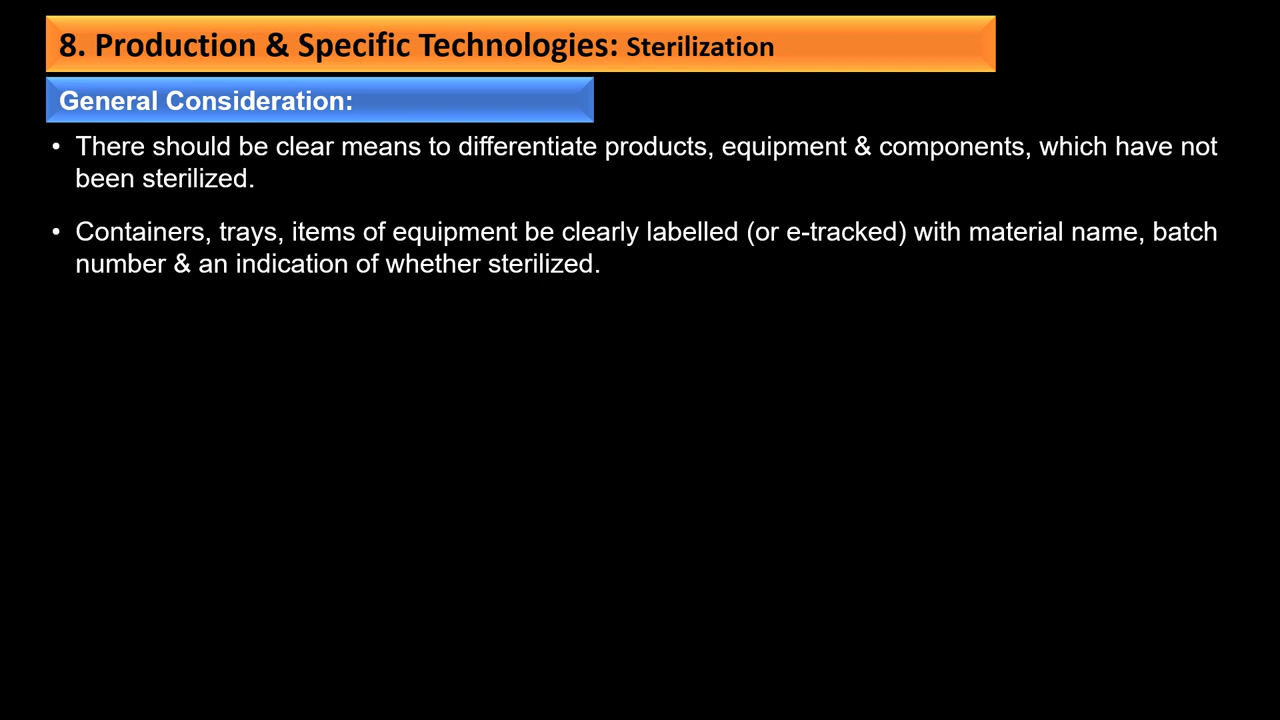 8. Production & Specific Technologies: Sterilization
General Consideration:
• There should be clear means to differentiate products, equipment & components, which have not
been sterilized.
• Containers, trays, items of equipment be clearly labelled (or e-tracked) with material name, batch
number & an indication of whether sterilized.